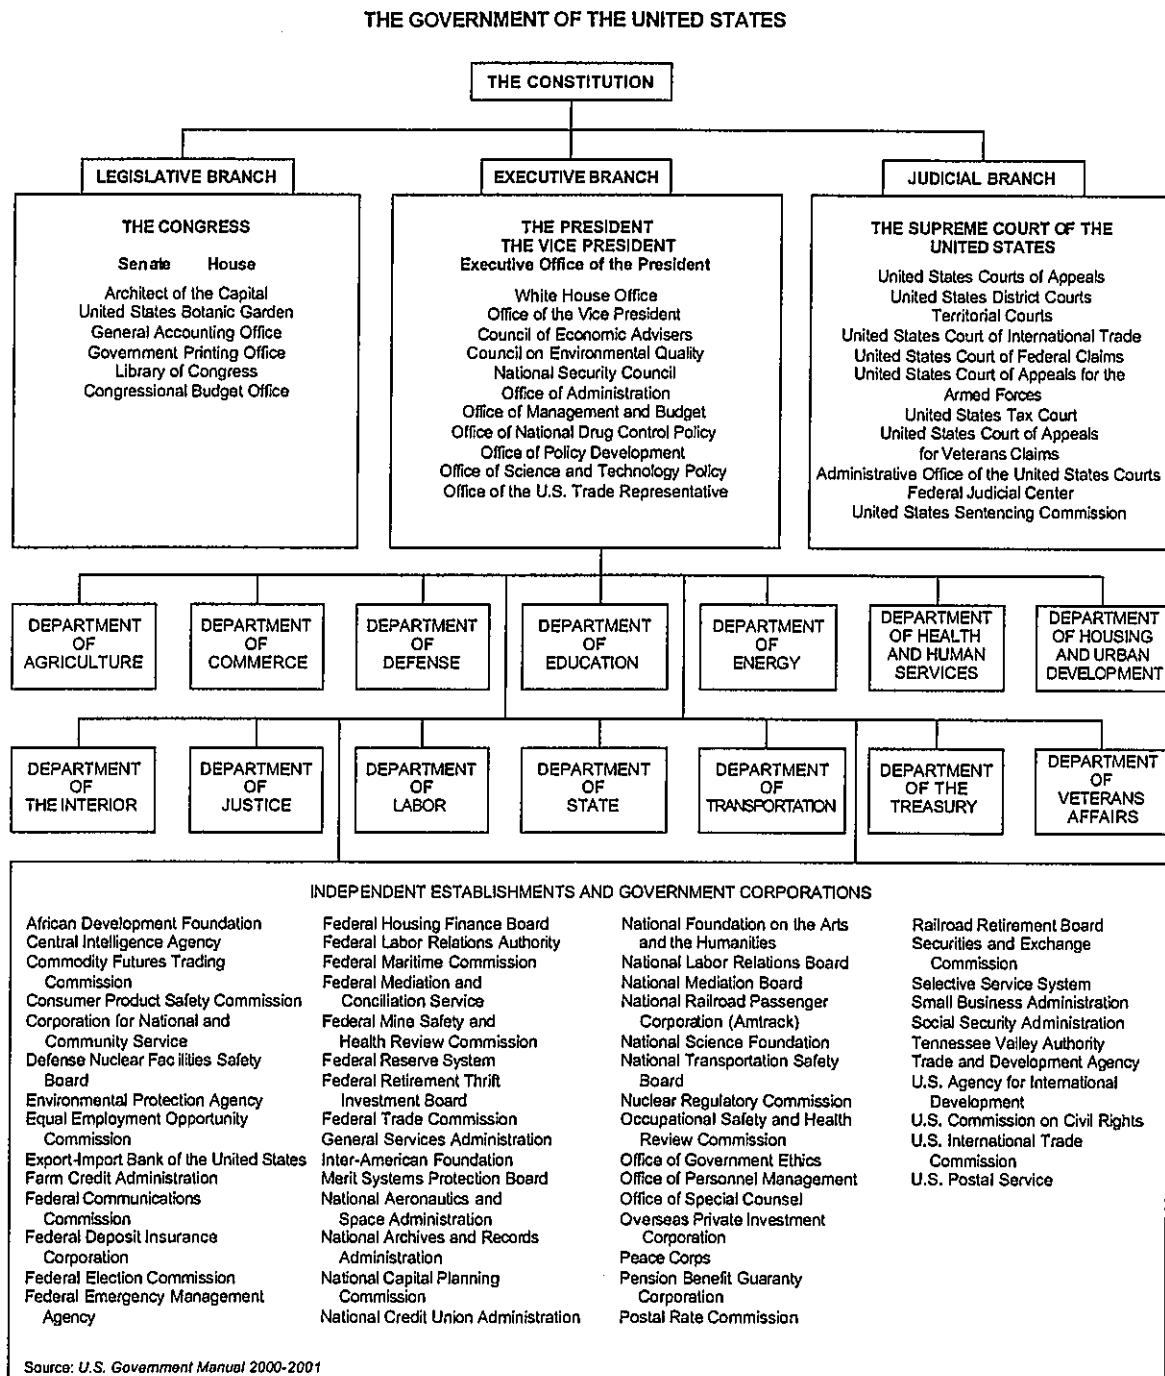 THE GOVERNMENT OF THE UNITED STATES
THE CONSTITUTION
LEGISLATIVE BRANCH
EXECUTIVE BRANCH
JUDICIAL BRANCH
THE CONGRESS
Senate House
Architect of the Capital
United States Botanic Garden
General Accounting Office
Government Printing Office
Library of Congress
Congressional Budget Office
THE PRESIDENT
THE VICE PRESIDENT
Executive Office of the President
White House Office
Office of the Vice President
Council of Economic Advisers
Council on Environmental Quality
National Security Council
Office of Administration
Office of Management and Budget
Office of National Drug Control Policy
Office of Policy Development
Office of Science and Technology Policy
Office of the U.S. Trade Representative
THE SUPREME COURT OF THE
UNITED STATES
United States Courts of Appeals
United States District Courts
Territorial Courts
United States Court of International Trade
United States Court of Federal Claims
United States Court of Appeals for the
Armed Forces
United States Tax Court
United States Court of Appeals
for Veterans Claims
Administrative Office of the United States Courts
Federal Judicial Center
United States Sentencing Commission
DEPARTMENT
OF
AGRICULTURE
DEPARTMENT
OF
COMMERCE
DEPARTMENT
OF
DEFENSE
DEPARTMENT
OF
EDUCATION
DEPARTMENT
OF
ENERGY
DEPARTMENT
OF HEALTH
AND HUMAN
SERVICES
DEPARTMENT
OF HOUSING
AND URBAN
DEVELOPMENT
DEPARTMENT
OF
THE INTERIOR
DEPARTMENT
OF
JUSTICE
DEPARTMENT
OF
LABOR
DEPARTMENT
OF
STATE
DEPARTMENT
OF
TRANSPORTATION
DEPARTMENT
OF THE
TREASURY
DEPARTMENT
OF
VETERANS
AFFAIRS
INDEPENDENT ESTABLISHMENTS AND GOVERNMENT CORPORATIONS
African Development Foundation
Central Intelligence Agency
Commodity Futures Trading
Commission
Consumer Product Safety Commission
Corporation for National and
Community Service
Defense Nuclear Facilities Safety
Board
Environmental Protection Agency
Equal Employment Opportunity
Commission
Export-Import Bank of the United States
Farm Credit Administration
Federal Communications
Commission
Federal Deposit Insurance
Corporation
Federal Election Commission
Federal Emergency Management
Agency
Federal Housing Finance Board
Federal Labor Relations Authority
Federal Maritime Commission
Federal Mediation and
Conciliation Service
Federal Mine Safety and
Health Review Commission
Federal Reserve System
Federal Retirement Thrift
Investment Board
Federal Trade Commission
General Services Administration
Inter-American Foundation
Merit Systems Protection Board
National Aeronautics and
Space Administration
National Archives and Records
Administration
National Capital Planning
Commission
National Credit Union Administration
National Foundation on the Arts
and the Humanities
National Labor Relations Board
National Mediation Board
National Railroad Passenger
Corporation (Amtrack)
National Science Foundation
National Transportation Safety
Board
Nuclear Regulatory Commission
Occupational Safety and Health
Review Commission
Office of Government Ethics
Office of Personnel Management
Office of Special Counsel
Overseas Private Investment
Corporation
Peace Corps
Pension Benefit Guaranty
Corporation
Postal Rate Commission
Railroad Retirement Board
Securities and Exchange
Commission
Selective Service System
Small Business Administration
Social Security Administration
Tennessee Valley Authority
Trade and Development Agency
U.S. Agency for International
Development
U.S. Commission on Civil Rights
U.S. International Trade
Commission
U.S. Postal Service
Source: U.S. Government Manual 2000-2001